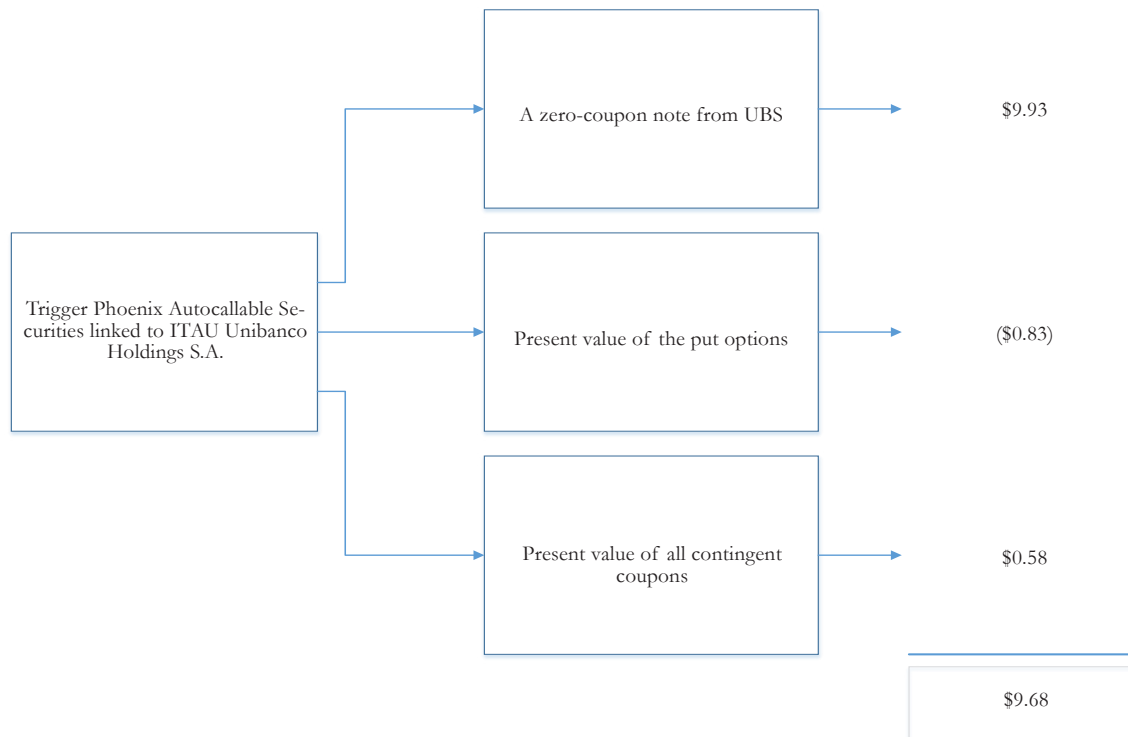 A zero-coupon note from UBS
$9.93
Trigger Phoenix Autocallable Se-
curities linked to ITAU Unibanco
Holdings S.A.
Present value of the put options
($0.83)
Present value of all contingent
coupons
$0.58
$9.68